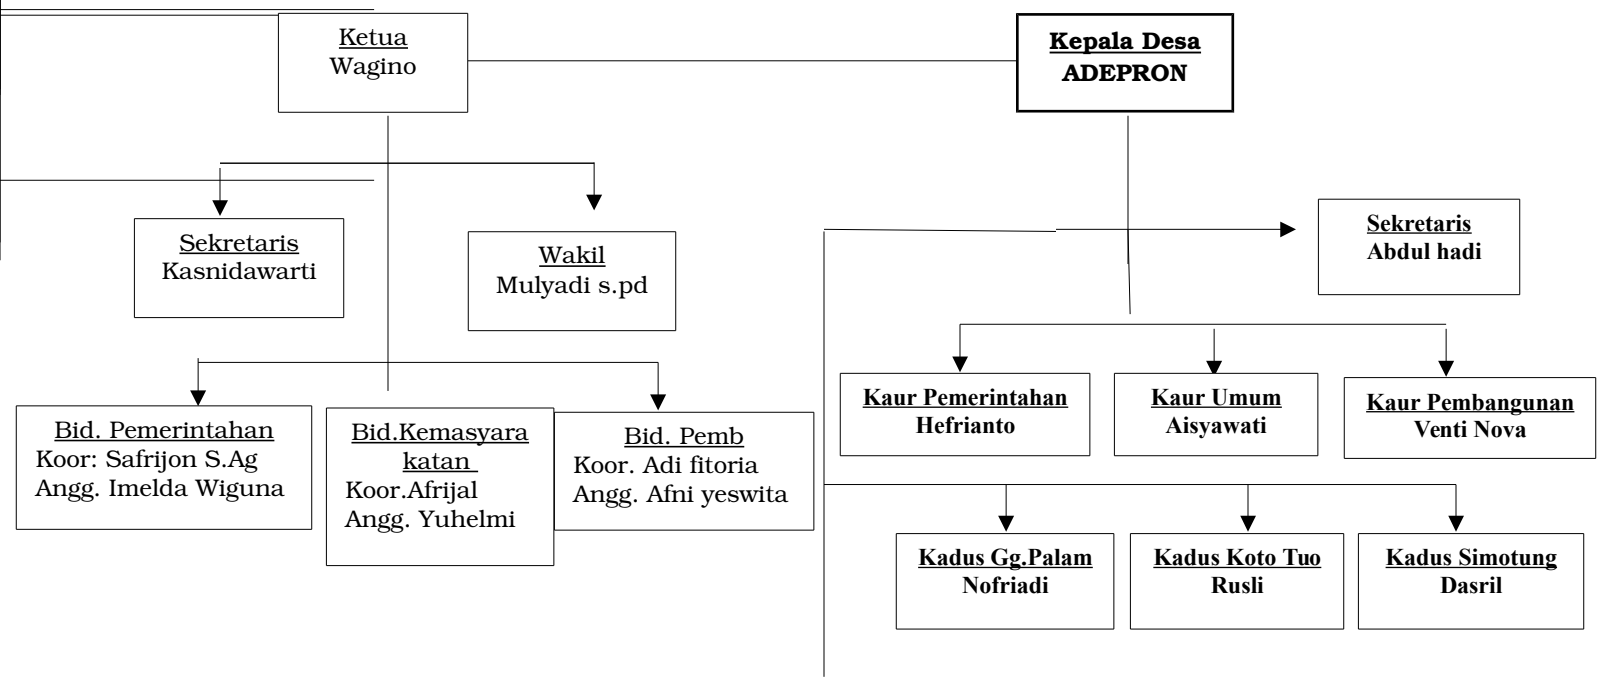 Ketua
Wagino
Kepala Desa
ADEPRON
Sekretaris
Kasnidawarti
Wakil
Mulyadi s.pd
Sekretaris
Abdul hadi
Bid. Pemerintahan
Koor: Safrijon S.Ag
Angg. Imelda Wiguna
Bid.Kemasyara
katan
Koor.Afrijal
Angg. Yuhelmi
Bid. Pemb
Koor. Adi fitoria
Angg. Afni yeswita
Kaur Pemerintahan
Hefrianto
Kaur Umum
Aisyawati
Kaur Pembangunan
Venti Nova
Kadus Gg.Palam
Nofriadi
Kadus Koto Tuo
Rusli
Kadus Simotung
Dasril